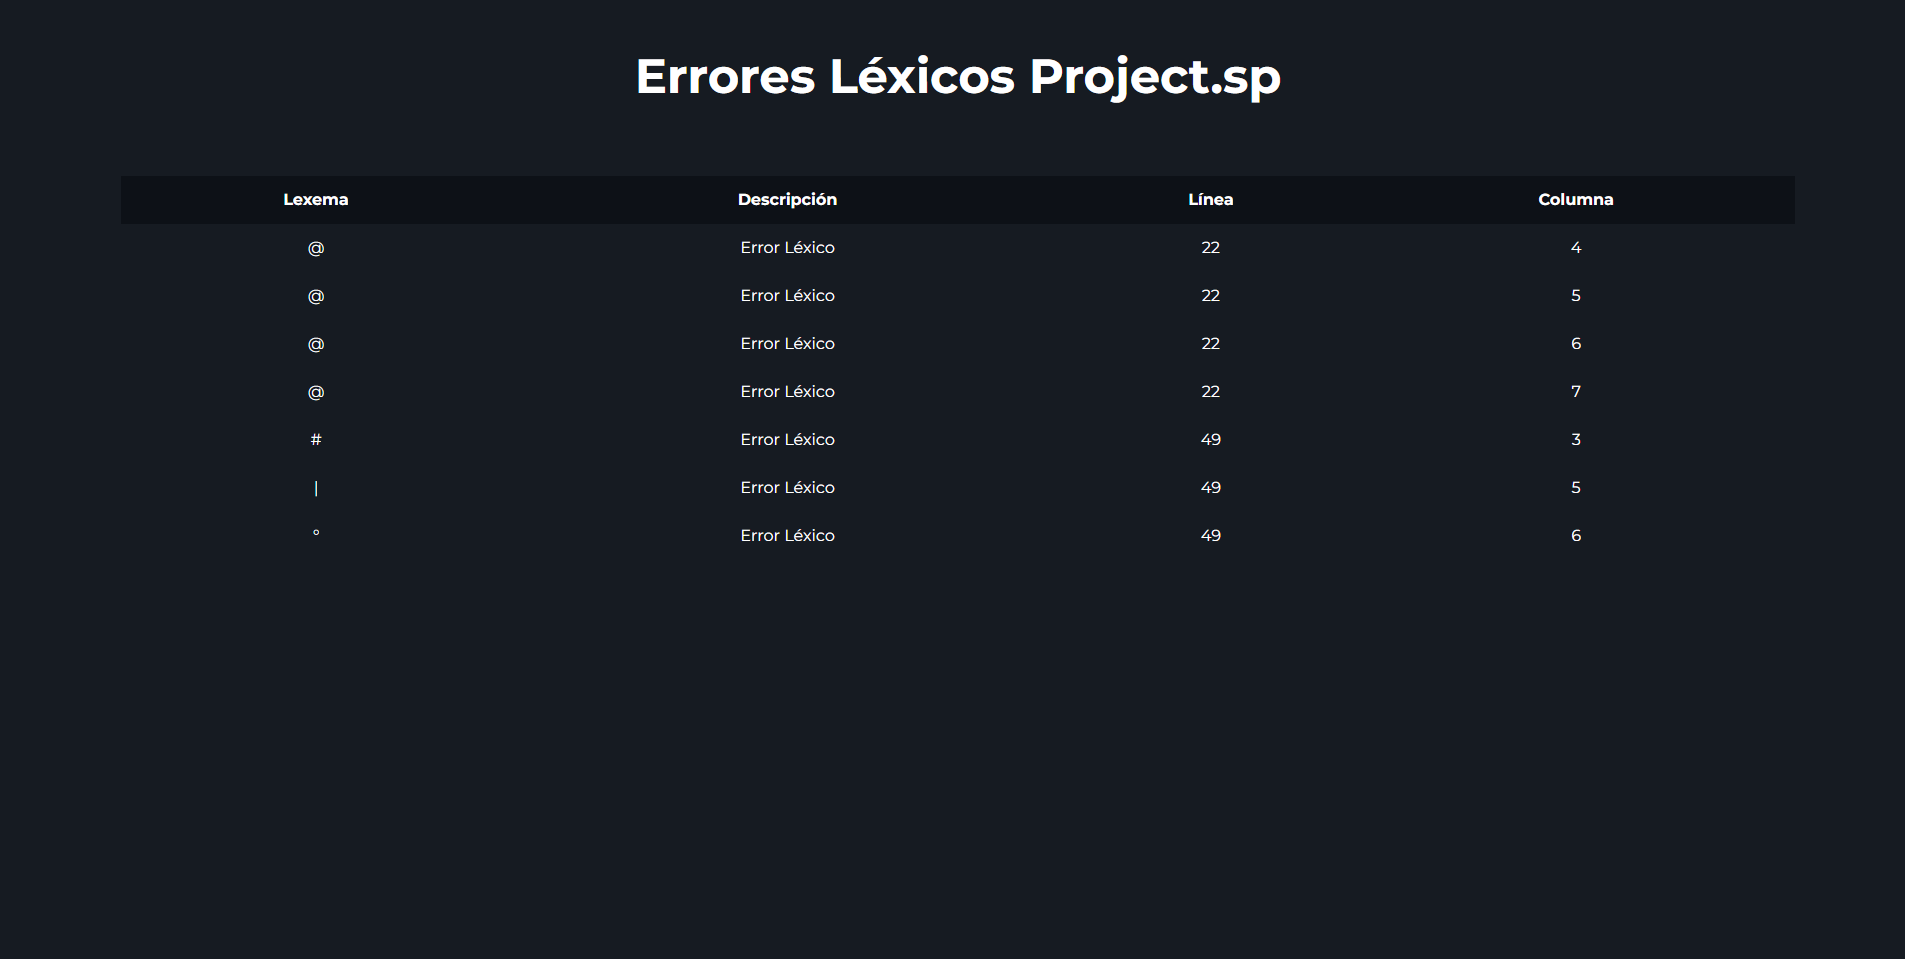 Errores Léxicos Project.sp
Lexema Descripción Línea Columna
@ Error Léxico 22 4
@ Error Léxico 22 5
@ Error Léxico 22 6
@ Error Léxico 22 7
# Error Léxico 49 3
| Error Léxico 49 5
° Error Léxico 49 6